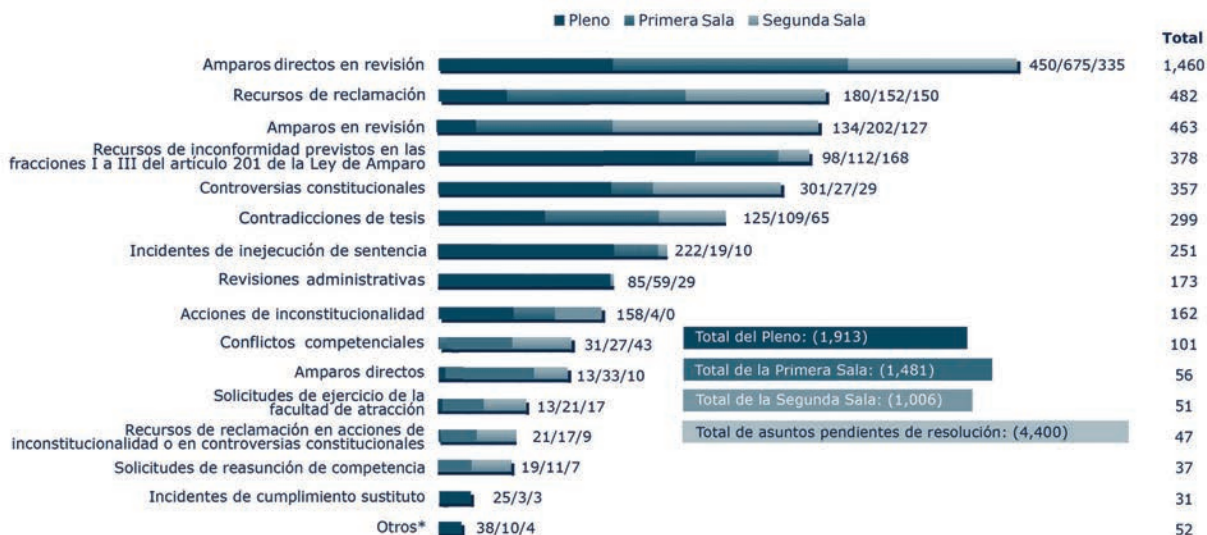 Pleno Primera Sala Segunda Sala
Total
Amparos directos en revisión 450/675/335 1,460
Recursos de reclamación 180/152/150 482
Amparos en revisión 134/202/127 463
Recursos de inconformidad previstos en las
fracciones I a III del artículo 201 de la Ley de Amparo 98/112/168 378
Controversias constitucionales 301/27/29 357
Contradicciones de tesis 125/109/65 299
Incidentes de inejecución de sentencia 222/19/10 251
Revisiones administrativas 85/59/29 173
Acciones de inconstitucionalidad 158/4/0 162
Conflictos competenciales 31/27/43 Total del Pleno: (1,913) 101
Amparos directos 13/33/10 Total de la Primera Sala: (1,481) 56
Solicitudes de ejercicio de la
facultad de atracción 13/21/17 Total de la Segunda Sala: (1,006) 51
Recursos de reclamación en acciones de
inconstitucionalidad o en controversias constitucionales 21/17/9 Total de asuntos pendientes de resolución: (4,400) 47
Solicitudes de reasunción de competencia 19/11/7 37
Incidentes de cumplimiento sustituto 25/3/3 31
Otros* 38/10/4 52